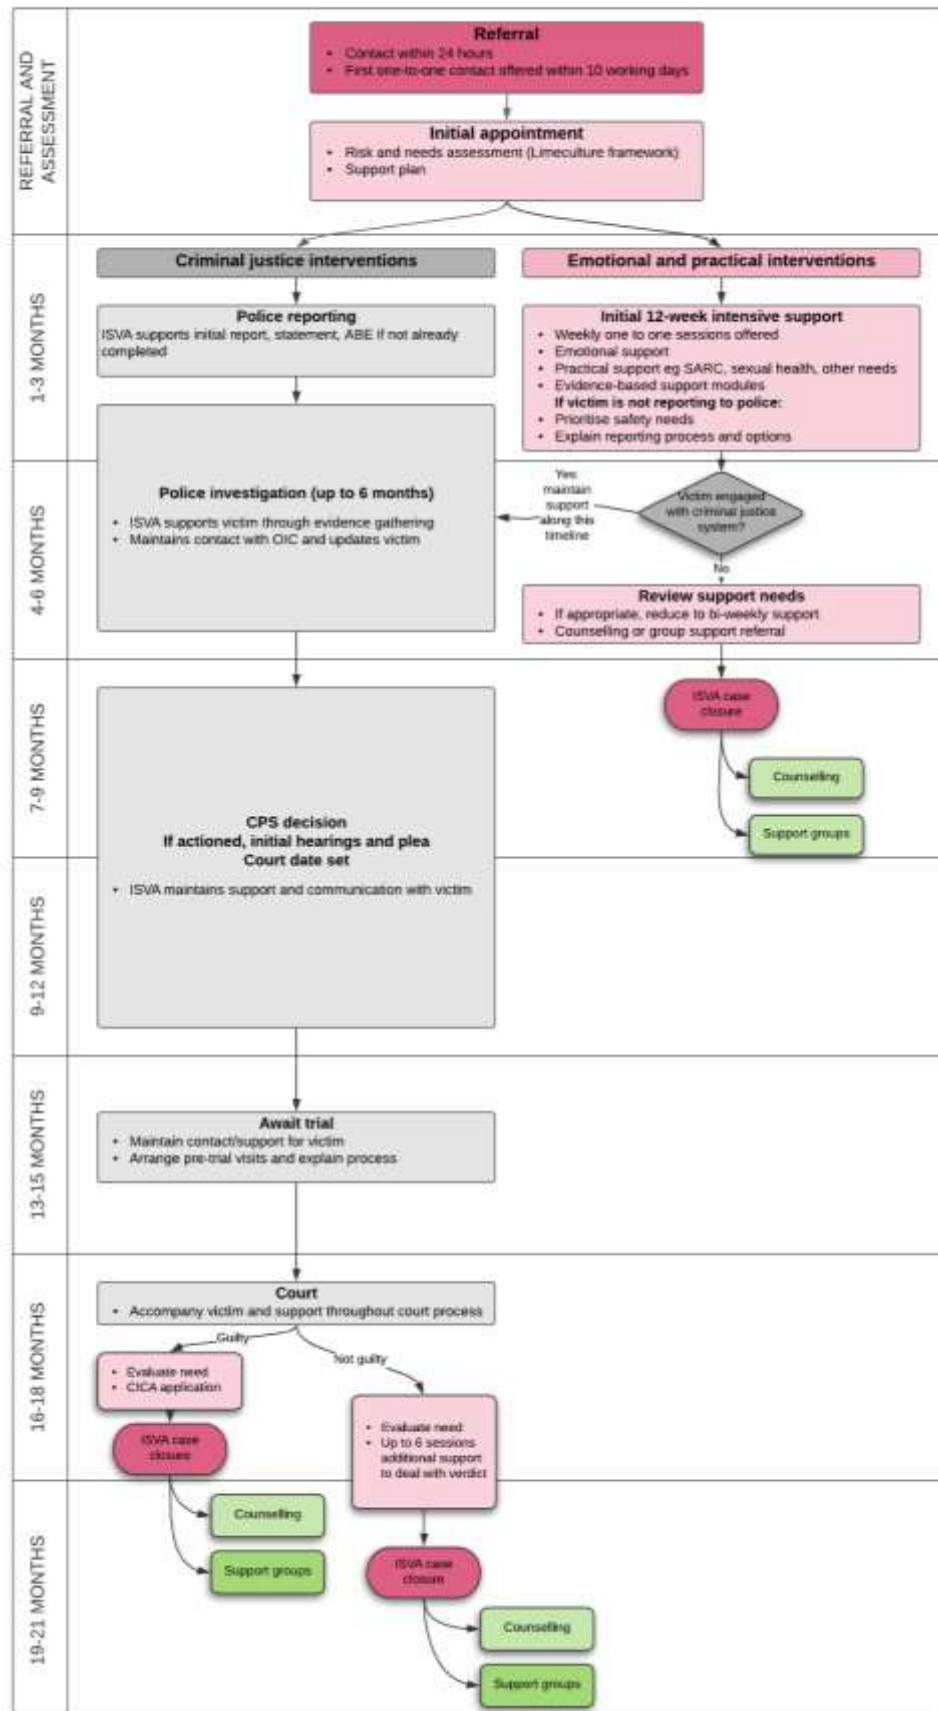 REFERRAL AND
ASSESSMENT
Referral
• Contact within 24 hours
• First one-to-one contact offered within 10 working days
Initial appointment
• Risk and needs assessment (Limeculture framework)
• Support plan
1-3 MONTHS
Criminal justice interventions
Emotional and practical interventions
Police reporting
ISVA supports initial report, statement, ABE if not already
completed
Initial 12-week intensive support
• Weekly one to one sessions offered
• Emotional support
• Practical support eg SARC, sexual health, other needs
• Evidence-based support modules
If victim is not reporting to police:
• Prioritise safety needs
• Explain reporting process and options
4-6 MONTHS
Police investigation (up to 6 months)
• ISVA supports victim through evidence gathering
• Maintains contact with OIC and updates victim
Yes:
maintain
support
along this
timeline
Victim engaged
with criminal justice
system?
No
Review support needs
• If appropriate, reduce to bi-weekly support
• Counselling or group support referral
7-9 MONTHS
ISVA case
closure
Counselling
Support groups
CPS decision
If actioned, initial hearings and plea
Court date set
• ISVA maintains support and communication with victim
9-12 MONTHS
13-15 MONTHS
Await trial
• Maintain contact/support for victim
• Arrange pre-trial visits and explain process
16-18 MONTHS
Court
• Accompany victim and support throughout court process
Guilty
Not guilty
• Evaluate need
• CICA application
ISVA case
closure
• Evaluate need
• Up to 6 sessions
additional support
to deal with verdict
19-21 MONTHS
Counselling
Support groups
ISVA case
closure
Counselling
Support groups